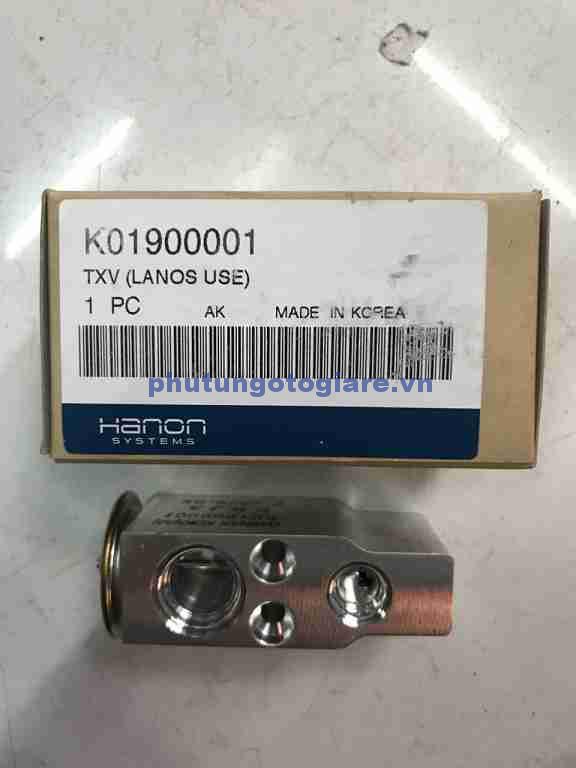 K01900001
TXV (LANOS USE)
1 PC AK MADE IN KOREA
phutungotogiare.vn
Hanon
SYSTEMS